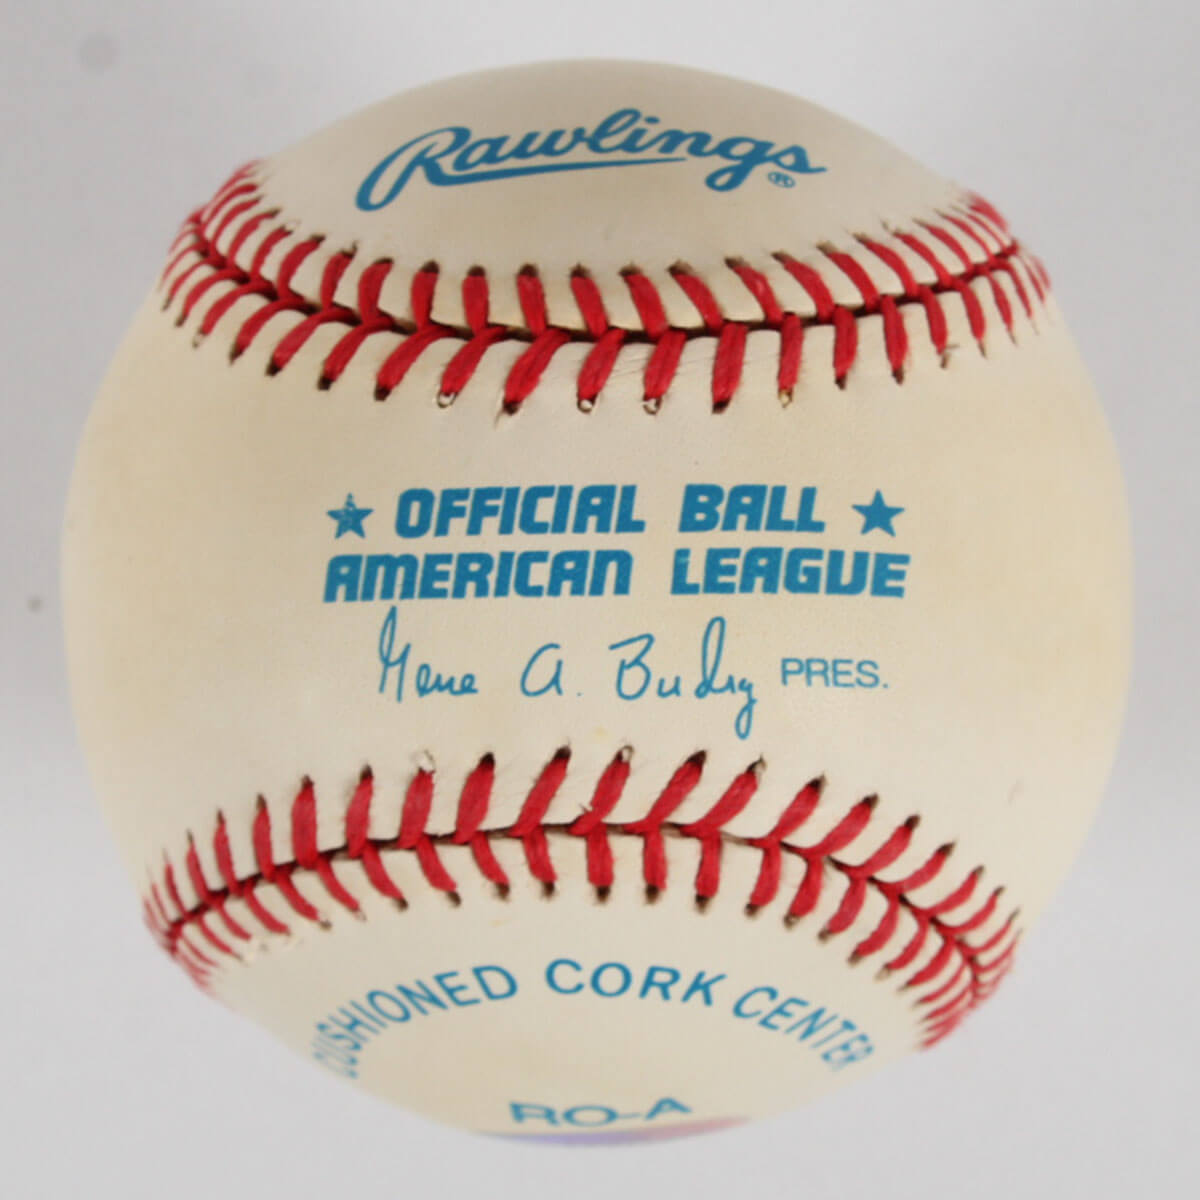 Rawlings®
OFFICIAL BALL
AMERICAN LEAGUE
Gene A. Budig PRES.
CUSHIONED CORK CENTER
RO-A